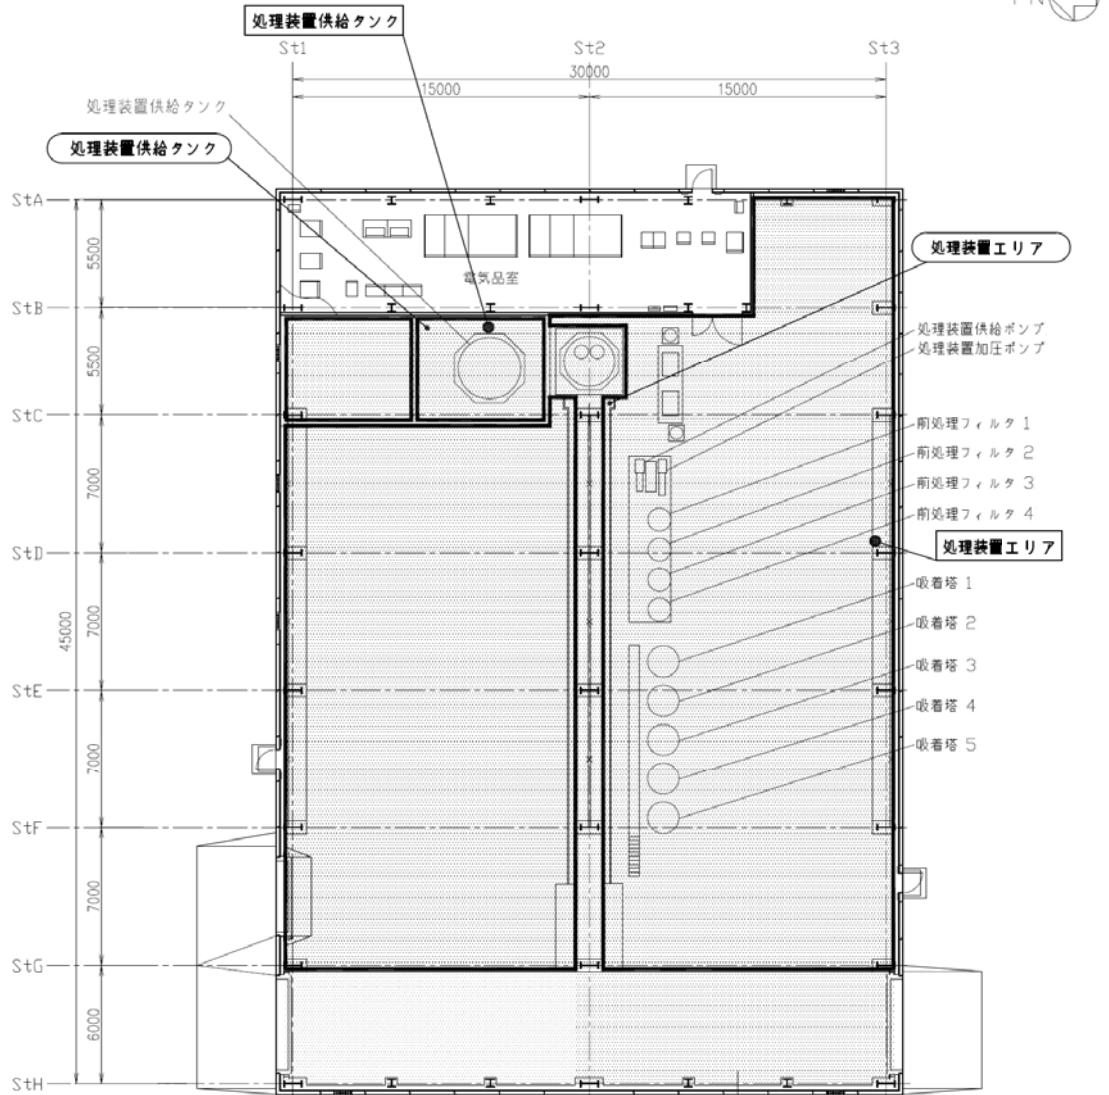 PN
処理装置供給タンク
St1
St2
St3
30000
15000
15000
処理装置供給タンク
処理装置供給タンク
StA
5500
処理装置エリア
電気品室
StB
処理装置供給ポンプ
処理装置加圧ポンプ
5500
StC
前処理フィルタ 1
前処理フィルタ 2
7000
前処理フィルタ 3
前処理フィルタ 4
StD
処理装置エリア
吸着塔 1
45000
7000
吸着塔 2
吸着塔 3
StE
吸着塔 4
吸着塔 5
7000
StF
7000
StG
6000
StH